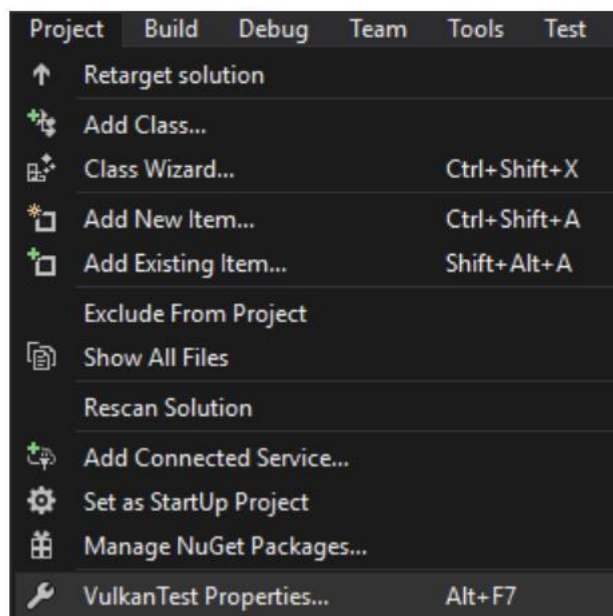 Project Build Debug Team Tools Test
Retarget solution
Add Class...
Class Wizard... Ctrl+Shift+X
Add New Item... Ctrl+Shift+A
Add Existing Item... Shift+Alt+A
Exclude From Project
Show All Files
Rescan Solution
Add Connected Service...
Set as StartUp Project
Manage NuGet Packages...
VulkanTest Properties... Alt+F7